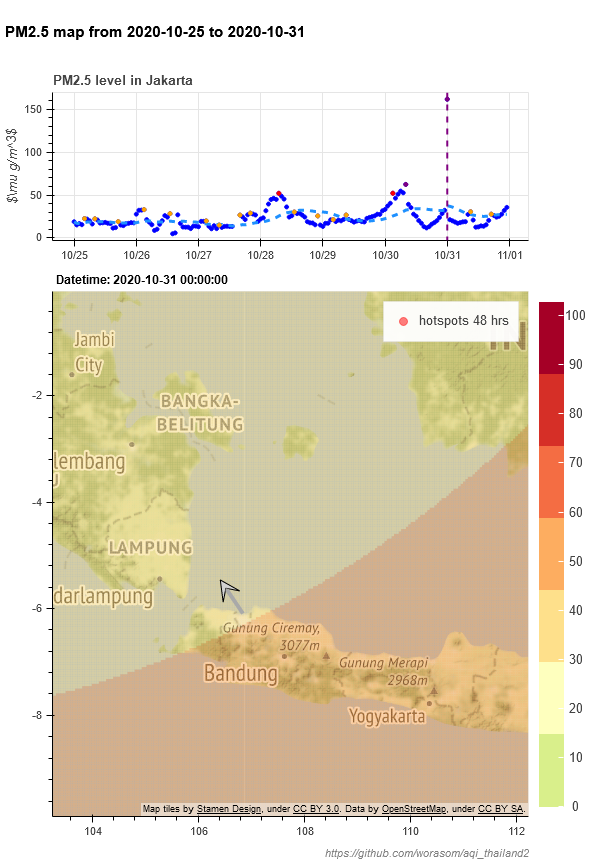 PM2.5 map from 2020-10-25 to 2020-10-31
PM2.5 level in Jakarta
$\mu g/m^3$
150
100
50
0
10/25
10/26
10/27
10/28
10/29
10/30
10/31
11/01
Datetime: 2020-10-31 00:00:00
hotspots 48 hrs
Jambi
City
BANGKA-
BELITUNG
lembang
LAMPUNG
darlampung
Gunung Ciremay,
3077m
Bandung
Gunung Merapi
2968m
Yogyakarta
-2
-4
-6
-8
104
106
108
110
112
100
90
80
70
60
50
40
30
20
10
0
Map tiles by Stamen Design, under CC BY 3.0. Data by OpenStreetMap, under CC BY SA.
https://github.com/worasom/aqi_thailand2